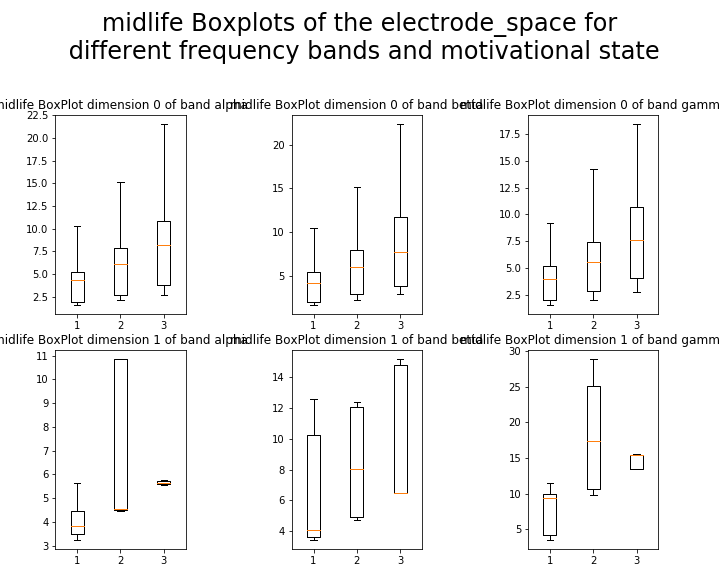 midlife Boxplots of the electrode_space for
different frequency bands and motivational state
midlife BoxPlot dimension 0 of band alpha
midlife BoxPlot dimension 0 of band beta
midlife BoxPlot dimension 0 of band gamm
22.5
20.0
17.5
15.0
12.5
10.0
7.5
5.0
2.5
1 2 3
20
15
10
5
1 2 3
17.5
15.0
12.5
10.0
7.5
5.0
2.5
1 2 3
midlife BoxPlot dimension 1 of band alpha
midlife BoxPlot dimension 1 of band beta
midlife BoxPlot dimension 1 of band gamm
11
10
9
8
7
6
5
4
3
1 2 3
14
12
10
8
6
4
1 2 3
30
25
20
15
10
5
1 2 3